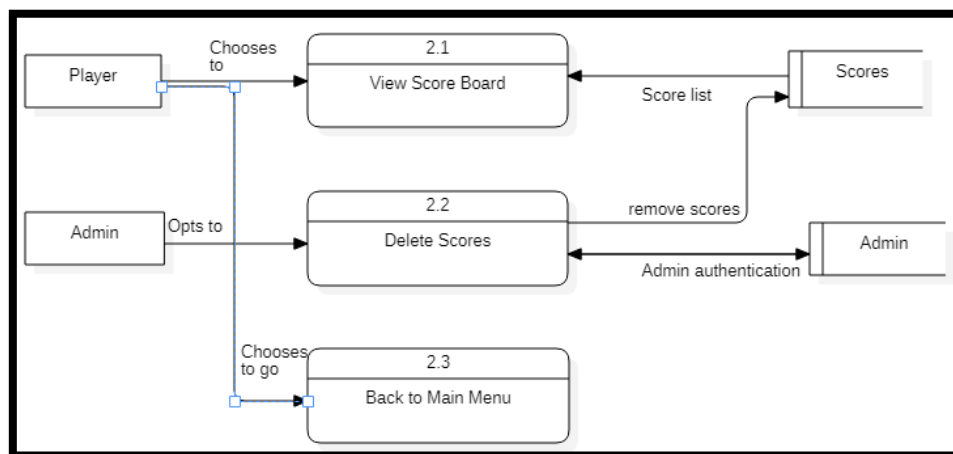 Player
Chooses
to
2.1
View Score Board
Score list
Scores
Admin
Opts to
2.2
Delete Scores
remove scores
Admin authentication
Admin
Chooses
to go
2.3
Back to Main Menu